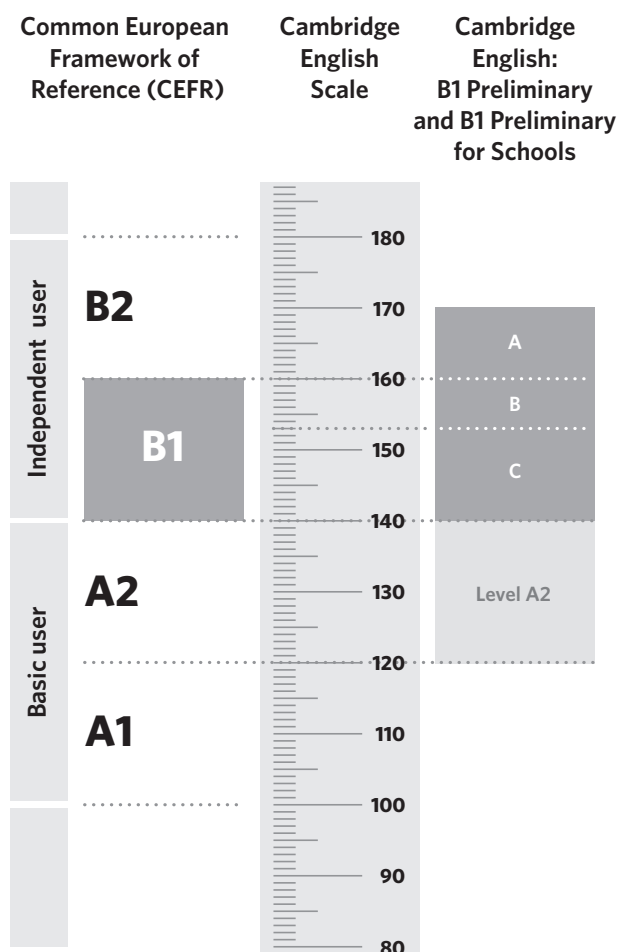 Common European
Framework of
Reference (CEFR)
Cambridge
English
Scale
Cambridge
English:
B1 Preliminary
and B1 Preliminary
for Schools
Independent user
Basic user
B2
B1
A2
A1
180
170
160
150
140
130
120
110
100
90
80
A
B
C
Level A2